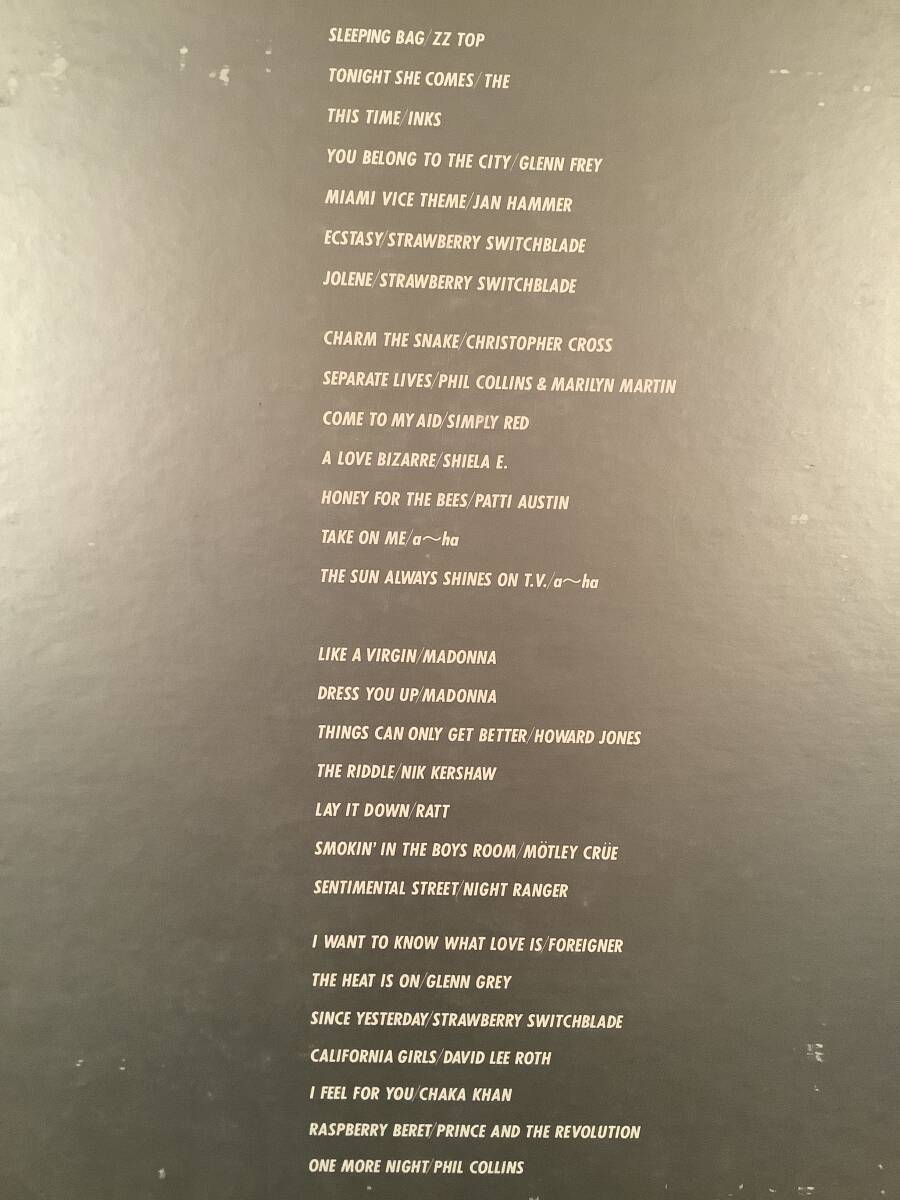 SLEEPING BAG/ZZ TOP
TONIGHT SHE COMES/THE
THIS TIME/INKS
YOU BELONG TO THE CITY/GLENN FREY
MIAMI VICE THEME/JAN HAMMER
ECSTASY/STRAWBERRY SWITCHBLADE
JOLENE/STRAWBERRY SWITCHBLADE
CHARM THE SNAKE/CHRISTOPHER CROSS
SEPARATE LIVES/PHIL COLLINS & MARILYN MARTIN
COME TO MY AID/SIMPLY RED
A LOVE BIZARRE/SHIELA E.
HONEY FOR THE BEES/PATTI AUSTIN
TAKE ON ME/a〜ha
THE SUN ALWAYS SHINES ON T.V./a〜ha
LIKE A VIRGIN/MADONNA
DRESS YOU UP/MADONNA
THINGS CAN ONLY GET BETTER/HOWARD JONES
THE RIDDLE/NIK KERSHAW
LAY IT DOWN/RATT
SMOKIN' IN THE BOYS ROOM/MÖTLEY CRÜE
SENTIMENTAL STREET/NIGHT RANGER
I WANT TO KNOW WHAT LOVE IS/FOREIGNER
THE HEAT IS ON/GLENN GREY
SINCE YESTERDAY/STRAWBERRY SWITCHBLADE
CALIFORNIA GIRLS/DAVID LEE ROTH
I FEEL FOR YOU/CHAKA KHAN
RASPBERRY BERET/PRINCE AND THE REVOLUTION
ONE MORE NIGHT/PHIL COLLINS